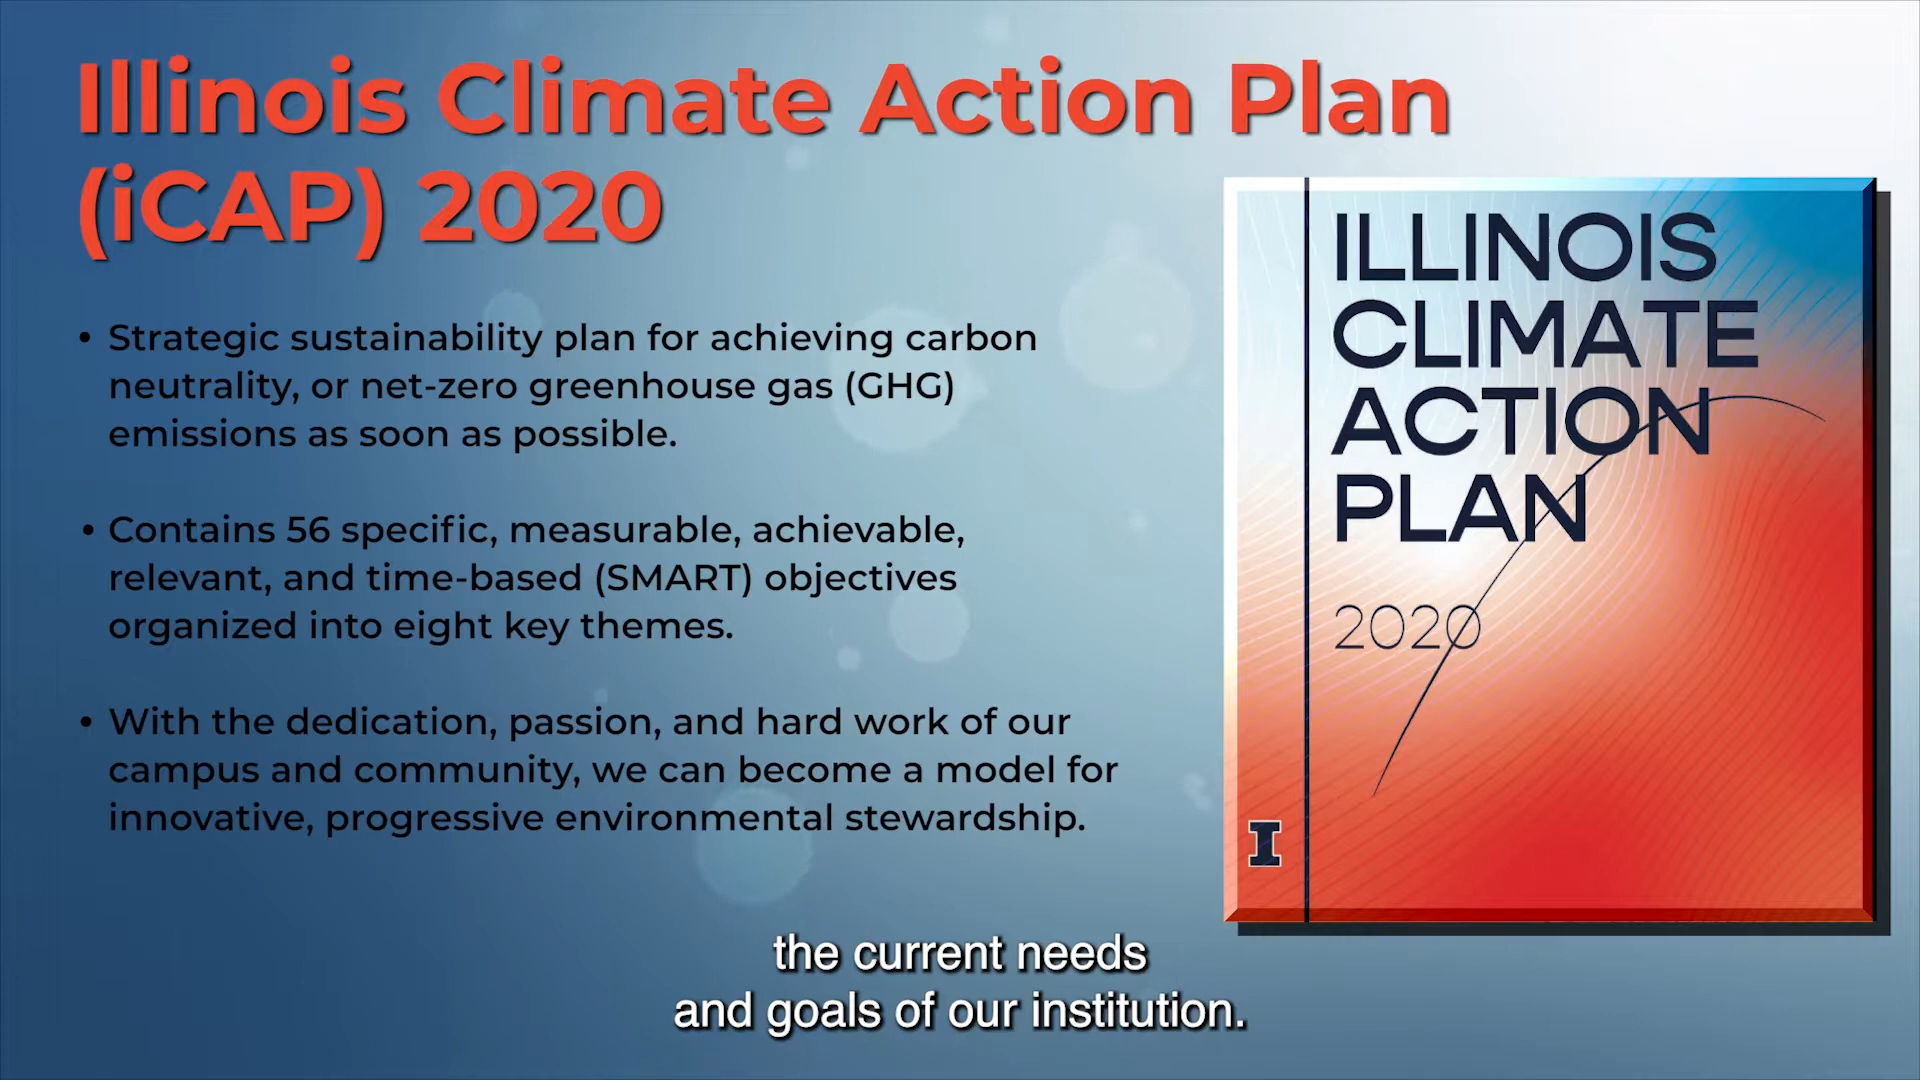 Illinois Climate Action Plan
(iCAP) 2020
• Strategic sustainability plan for achieving carbon
neutrality, or net-zero greenhouse gas (GHG)
emissions as soon as possible.
• Contains 56 specific, measurable, achievable,
relevant, and time-based (SMART) objectives
organized into eight key themes.
• With the dedication, passion, and hard work of our
campus and community, we can become a model for
innovative, progressive environmental stewardship.
ILLINOIS
CLIMATE
ACTION
PLAN
2020
I
the current needs
and goals of our institution.